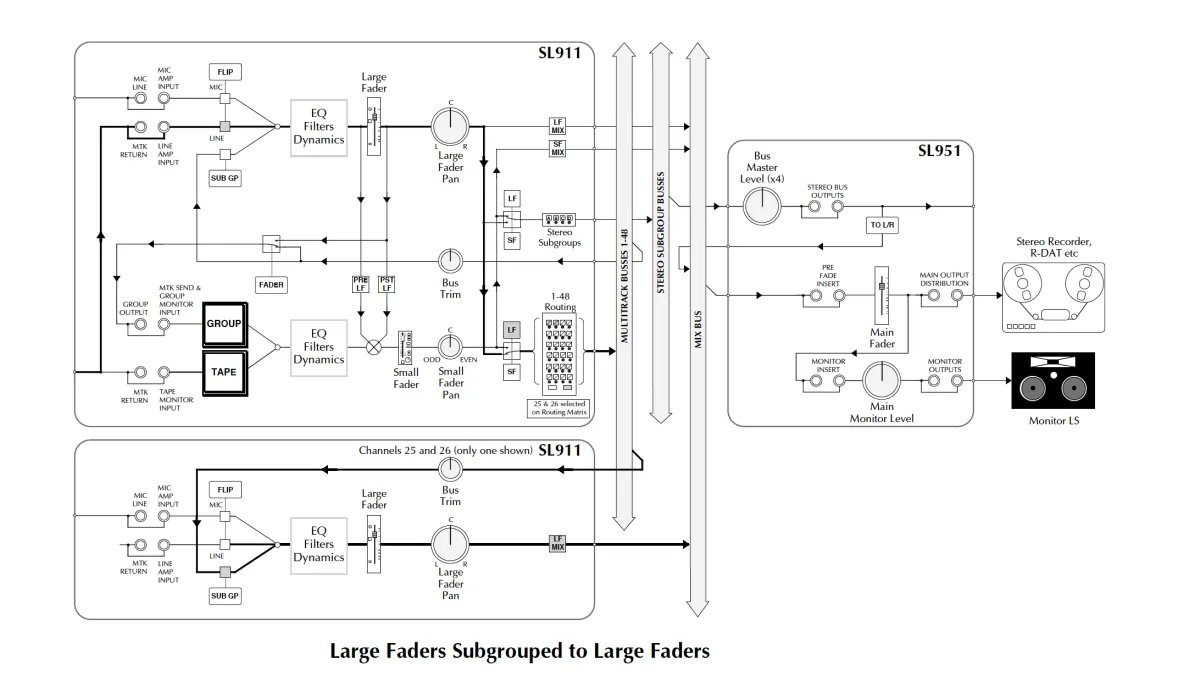 SL911
FLIP
MIC
LINE
MIC
AMP
INPUT
MIC
Large
Fader
EQ
Filters
Dynamics
C
L
R
Large
Fader
Pan
LF
MIX
SF
MIX
MTK
RETURN
LINE
AMP
INPUT
LINE
SUB GP
LF
SF
Stereo
Subgroups
FADER
Bus
Trim
PRE
LF
PST
LF
GROUP
OUTPUT
MTK SEND &
GROUP
MONITOR
INPUT
GROUP
TAPE
MTK
RETURN
TAPE
MONITOR
INPUT
EQ
Filters
Dynamics
Small
Fader
C
ODD
EVEN
Small
Fader
Pan
LF
SF
1-48
Routing
25 & 26 selected
on Routing Matrix
MULTITRACK BUSSES 1-48
STEREO SUBGROUP BUSSES
MIX BUS
SL951
Bus
Master
Level (x4)
STEREO BUS
OUTPUTS
TO L/R
PRE
FADE
INSERT
Main
Fader
MAIN OUTPUT
DISTRIBUTION
MONITOR
INSERT
Main
Monitor Level
MONITOR
OUTPUTS
Stereo Recorder,
R-DAT etc
Monitor LS
Channels 25 and 26 (only one shown) SL911
Bus
Trim
FLIP
MIC
LINE
MIC
AMP
INPUT
MIC
Large
Fader
EQ
Filters
Dynamics
C
L
R
Large
Fader
Pan
LF
MIX
MTK
RETURN
LINE
AMP
INPUT
LINE
SUB GP
Large Faders Subgrouped to Large Faders